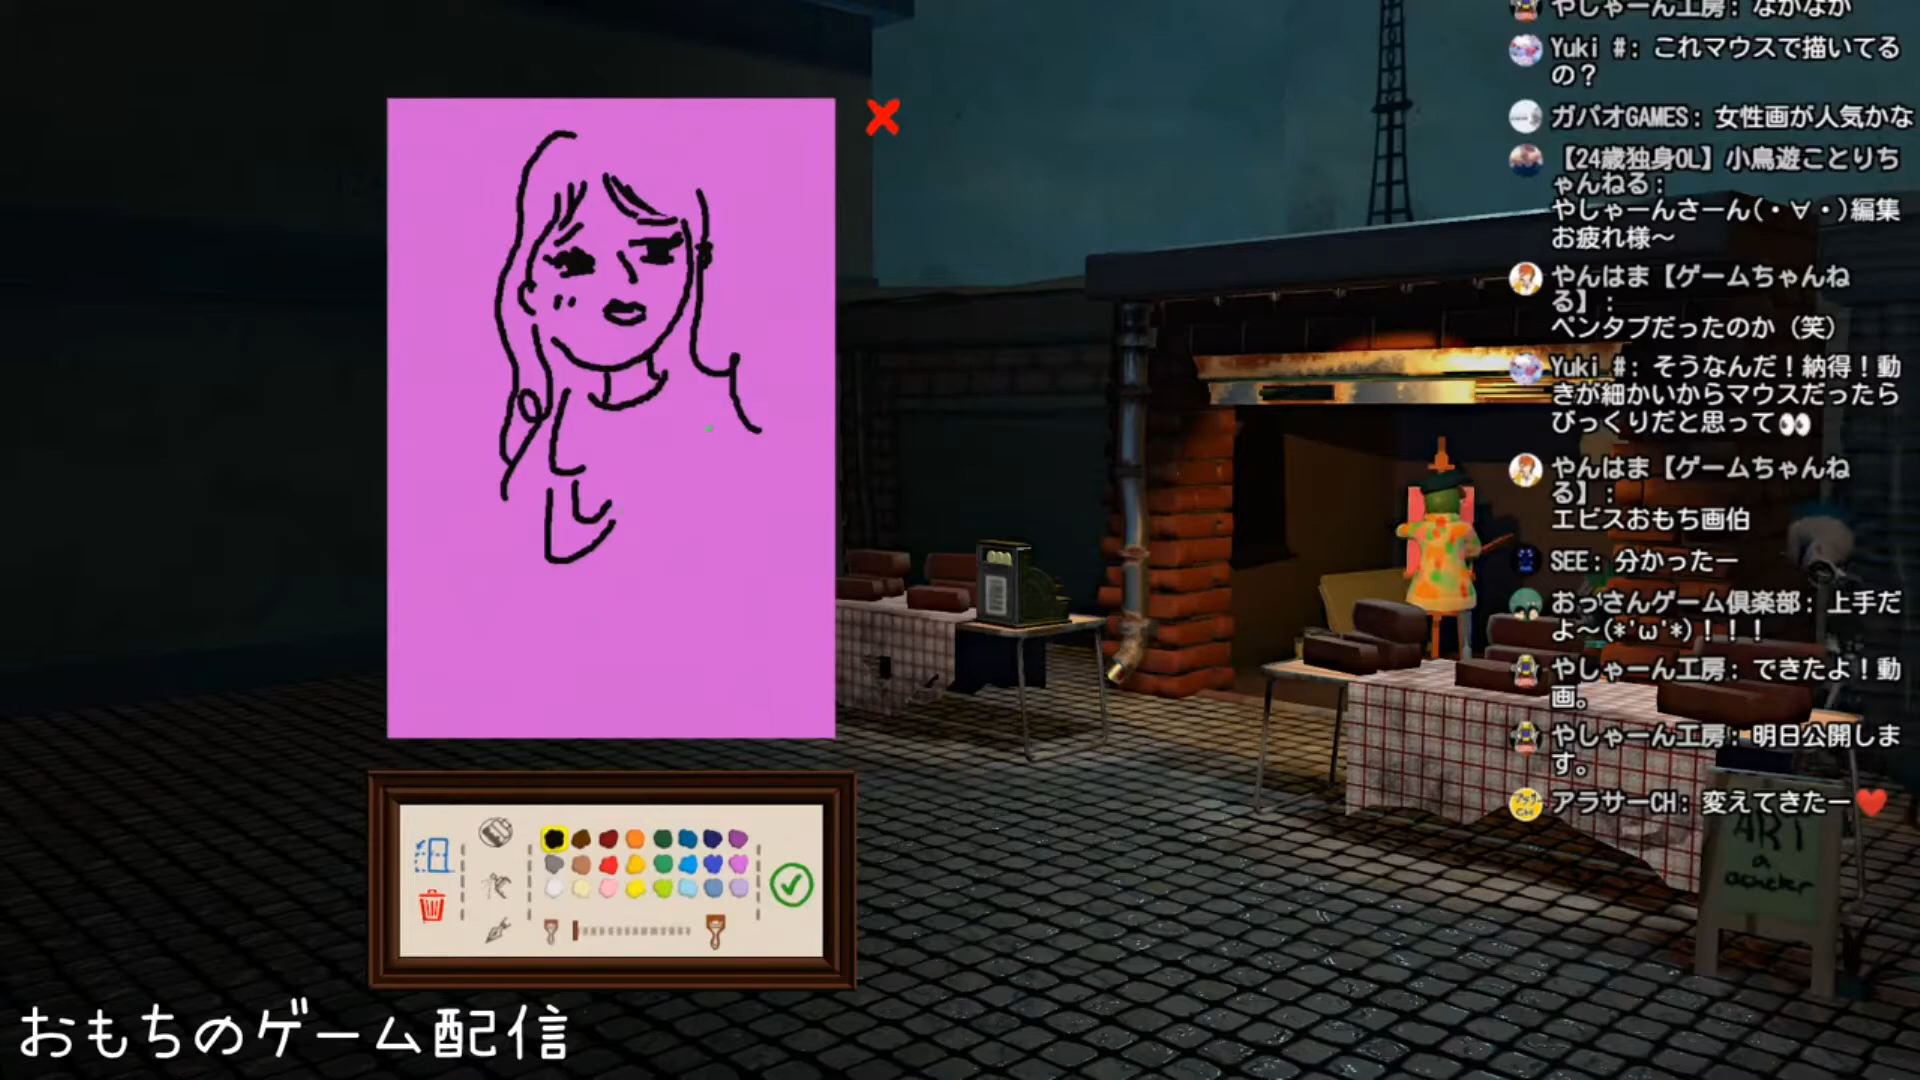 やしゃーん工房: なかなか
Yuki #: これマウスで描いてる
の？
ガパオGAMES: 女性画が人気かな
【24歳独身OL】小鳥遊ことりち
ゃんねる:
やしゃーんさーん(・∀・)編集
お疲れ様～
やんはま【ゲームちゃんね
る】:
ペンタブだったのか（笑）
Yuki #: そうなんだ！納得！動
きが細かいからマウスだったら
びっくりだと思って👀
やんはま【ゲームちゃんね
る】:
エビスおもち画伯
SEE: 分かったー
おっさんゲーム倶楽部: 上手だ
よ～(*'ω'*)！！！
やしゃーん工房: できたよ！動
画。
やしゃーん工房: 明日公開しま
す。
アラサーCH: 変えてきたー❤️
ART
a
acheter
おもちのゲーム配信